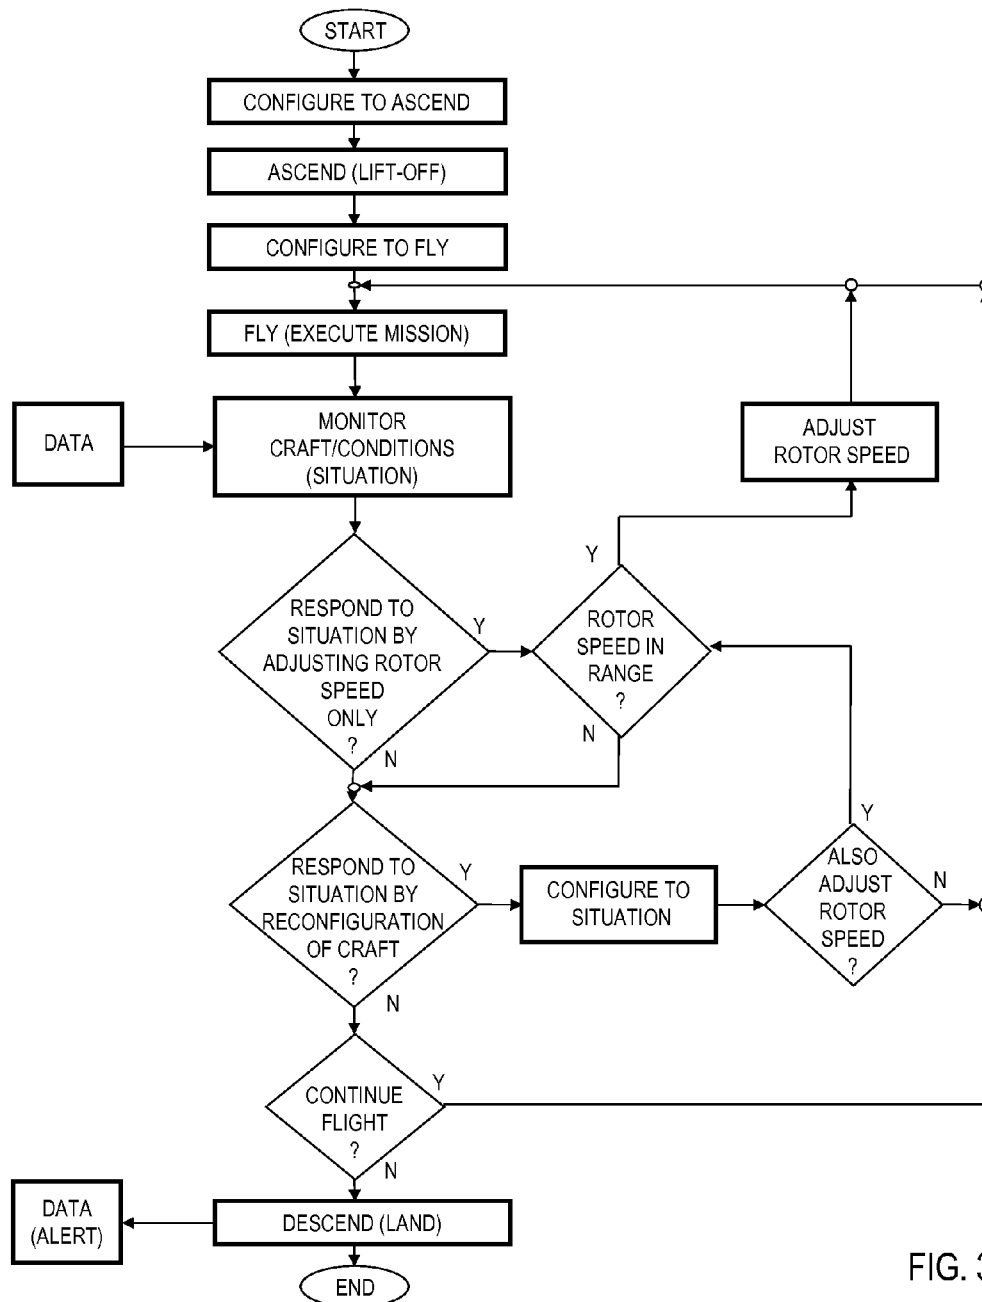 START
CONFIGURE TO ASCEND
ASCEND (LIFT-OFF)
CONFIGURE TO FLY
FLY (EXECUTE MISSION)
DATA
MONITOR
CRAFT/CONDITIONS
(SITUATION)
ADJUST
ROTOR SPEED
RESPOND TO
SITUATION BY
ADJUSTING ROTOR
SPEED
ONLY
?
Y
N
Y
ROTOR
SPEED IN
RANGE
?
N
RESPOND TO
SITUATION BY
RECONFIGURATION
OF CRAFT
?
Y
N
CONFIGURE TO
SITUATION
Y
ALSO
ADJUST
ROTOR
SPEED
?
N
CONTINUE
FLIGHT
?
Y
N
DATA
(ALERT)
DESCEND (LAND)
END
FIG. 3